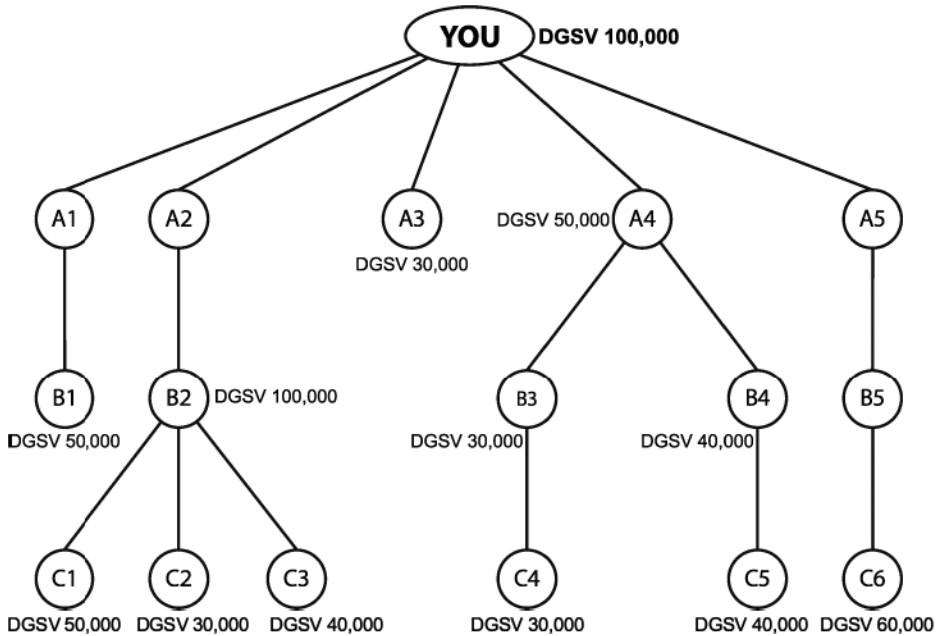 YOU DGSV 100,000
A1 A2 A3 DGSV 50,000 A4 A5
DGSV 30,000
B1 B2 DGSV 100,000 B3 B4 B5
DGSV 50,000 DGSV 30,000 DGSV 40,000
C1 C2 C3 C4 C5 C6
DGSV 50,000 DGSV 30,000 DGSV 40,000 DGSV 30,000 DGSV 40,000 DGSV 60,000